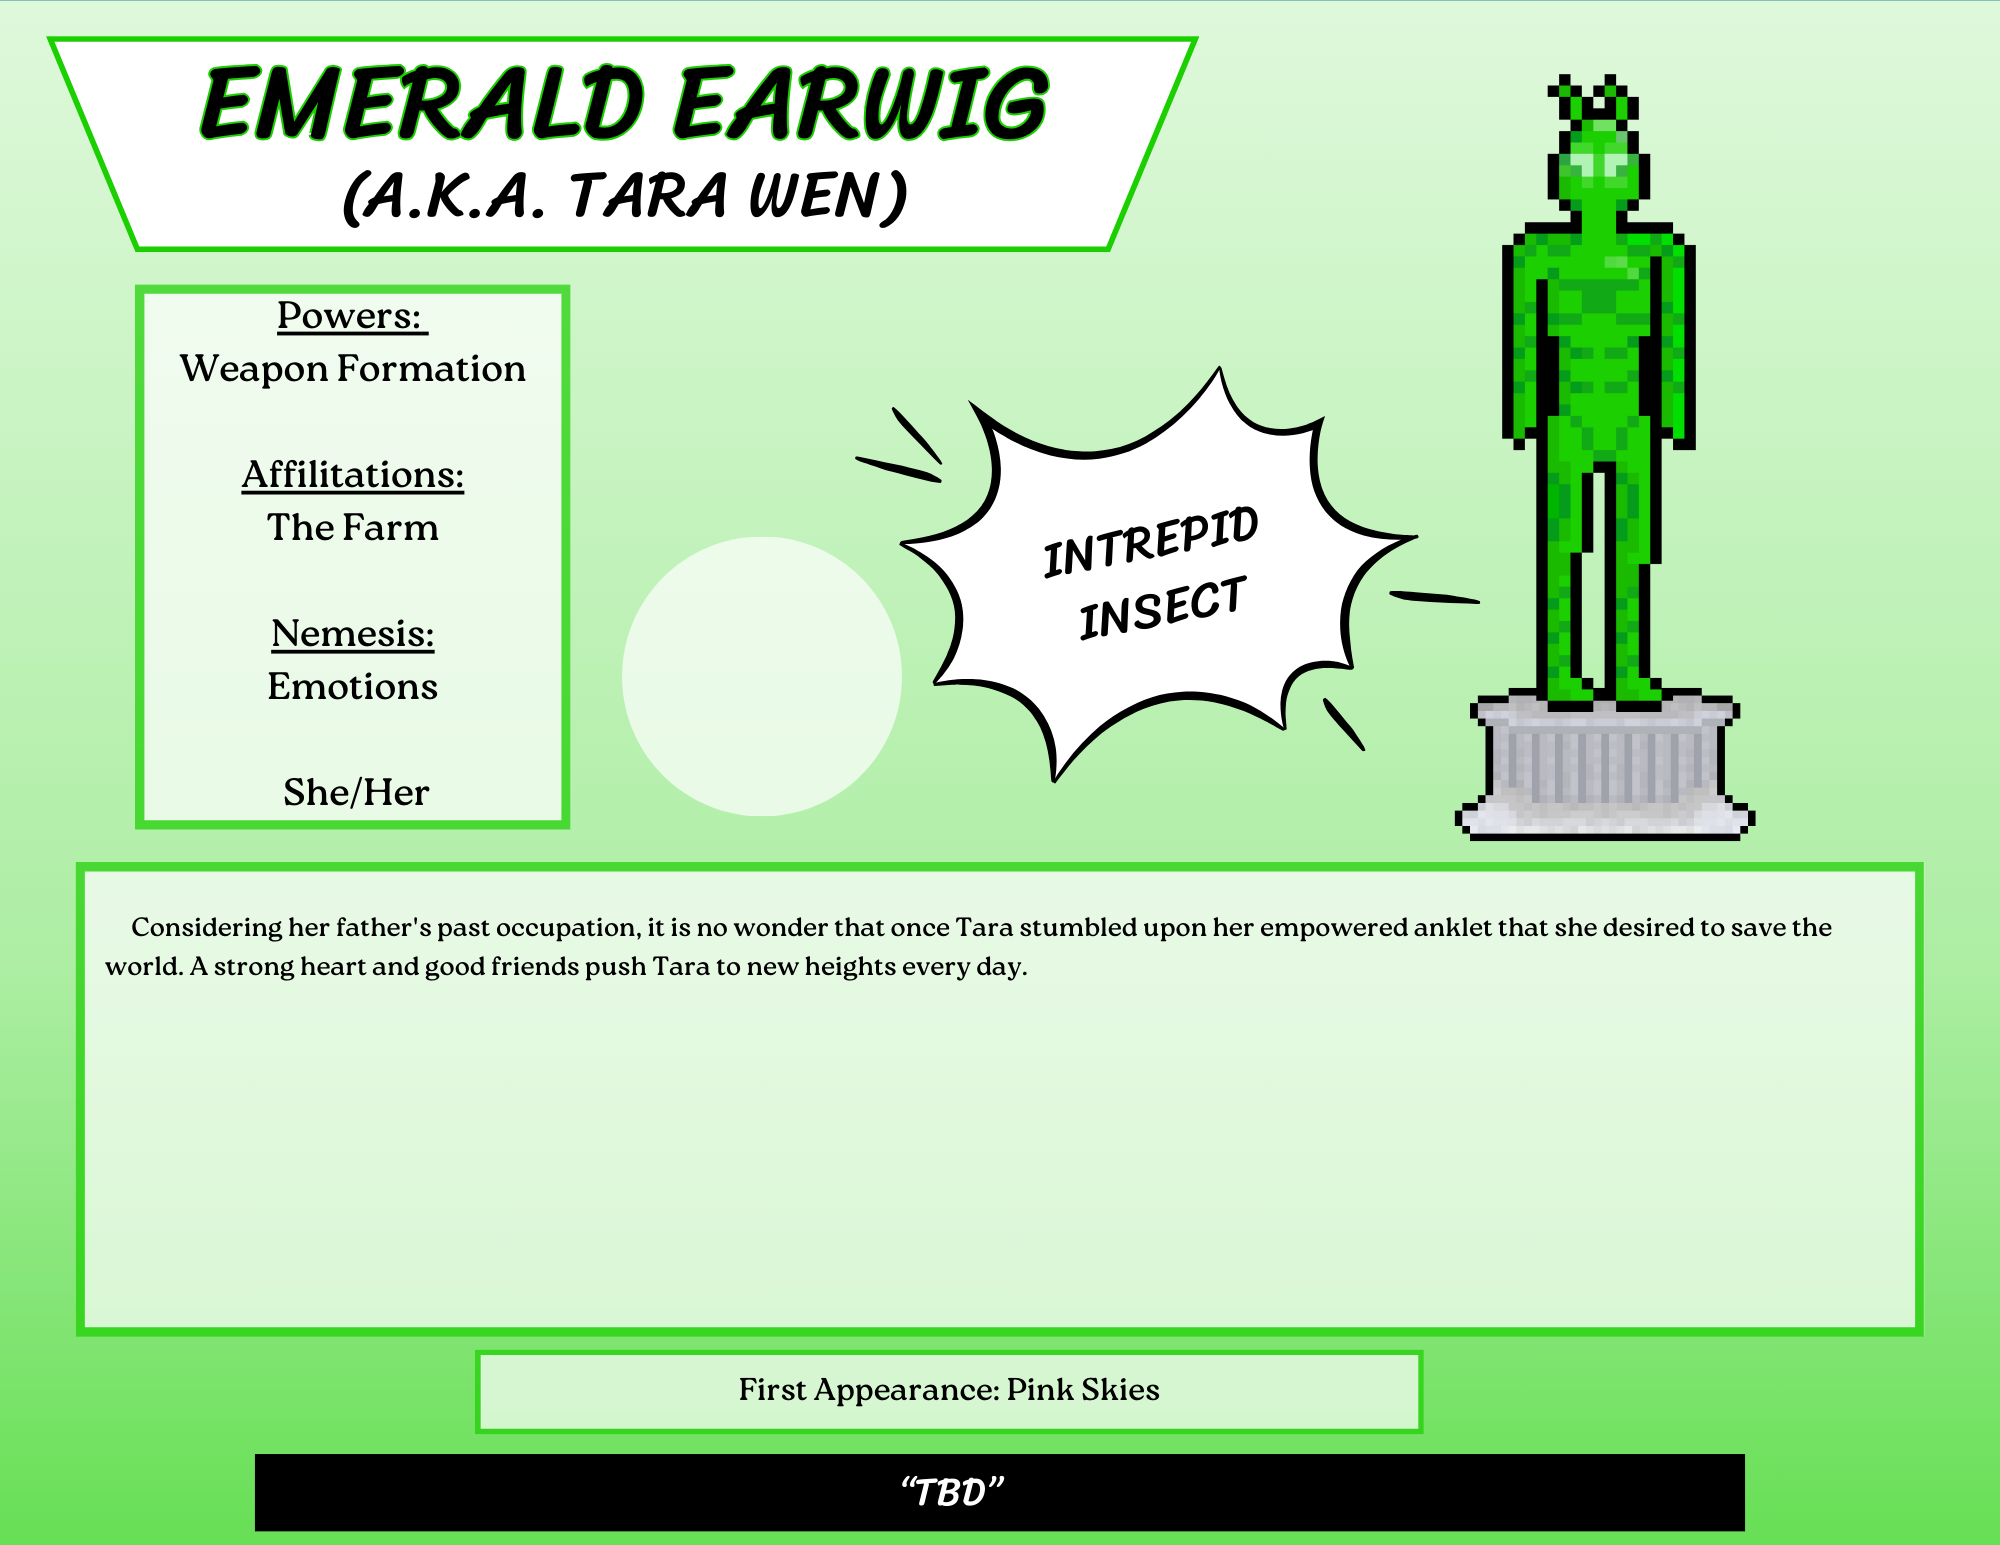 EMERALD EARWIG
(A.K.A. TARA WEN)
Powers:
Weapon Formation
Affilitations:
The Farm
Nemesis:
Emotions
She/Her
INTREPID
INSECT
Considering her father's past occupation, it is no wonder that once Tara stumbled upon her empowered anklet that she desired to save the
world. A strong heart and good friends push Tara to new heights every day.
First Appearance: Pink Skies
“TBD”